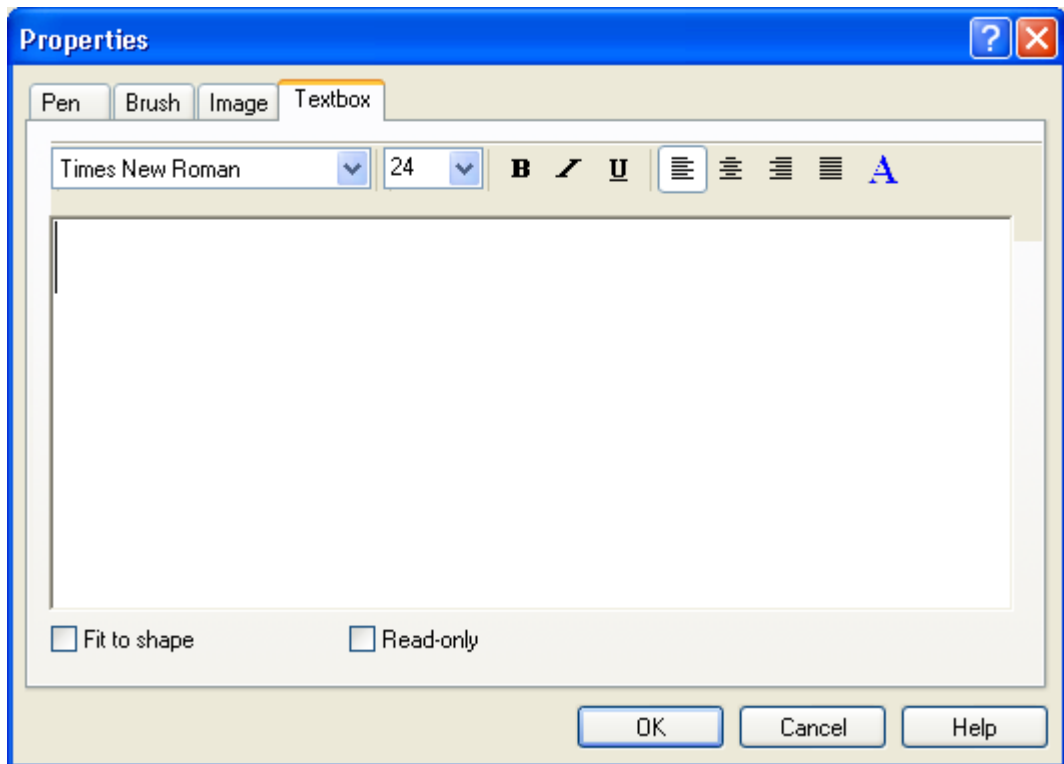 Properties
Pen Brush Image Textbox
Times New Roman 24 B I U A
Fit to shape Read-only
OK Cancel Help